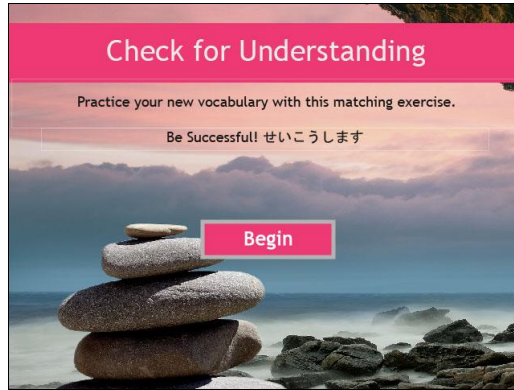 Check for Understanding
Practice your new vocabulary with this matching exercise.
Be Successful! せいこうします
Begin